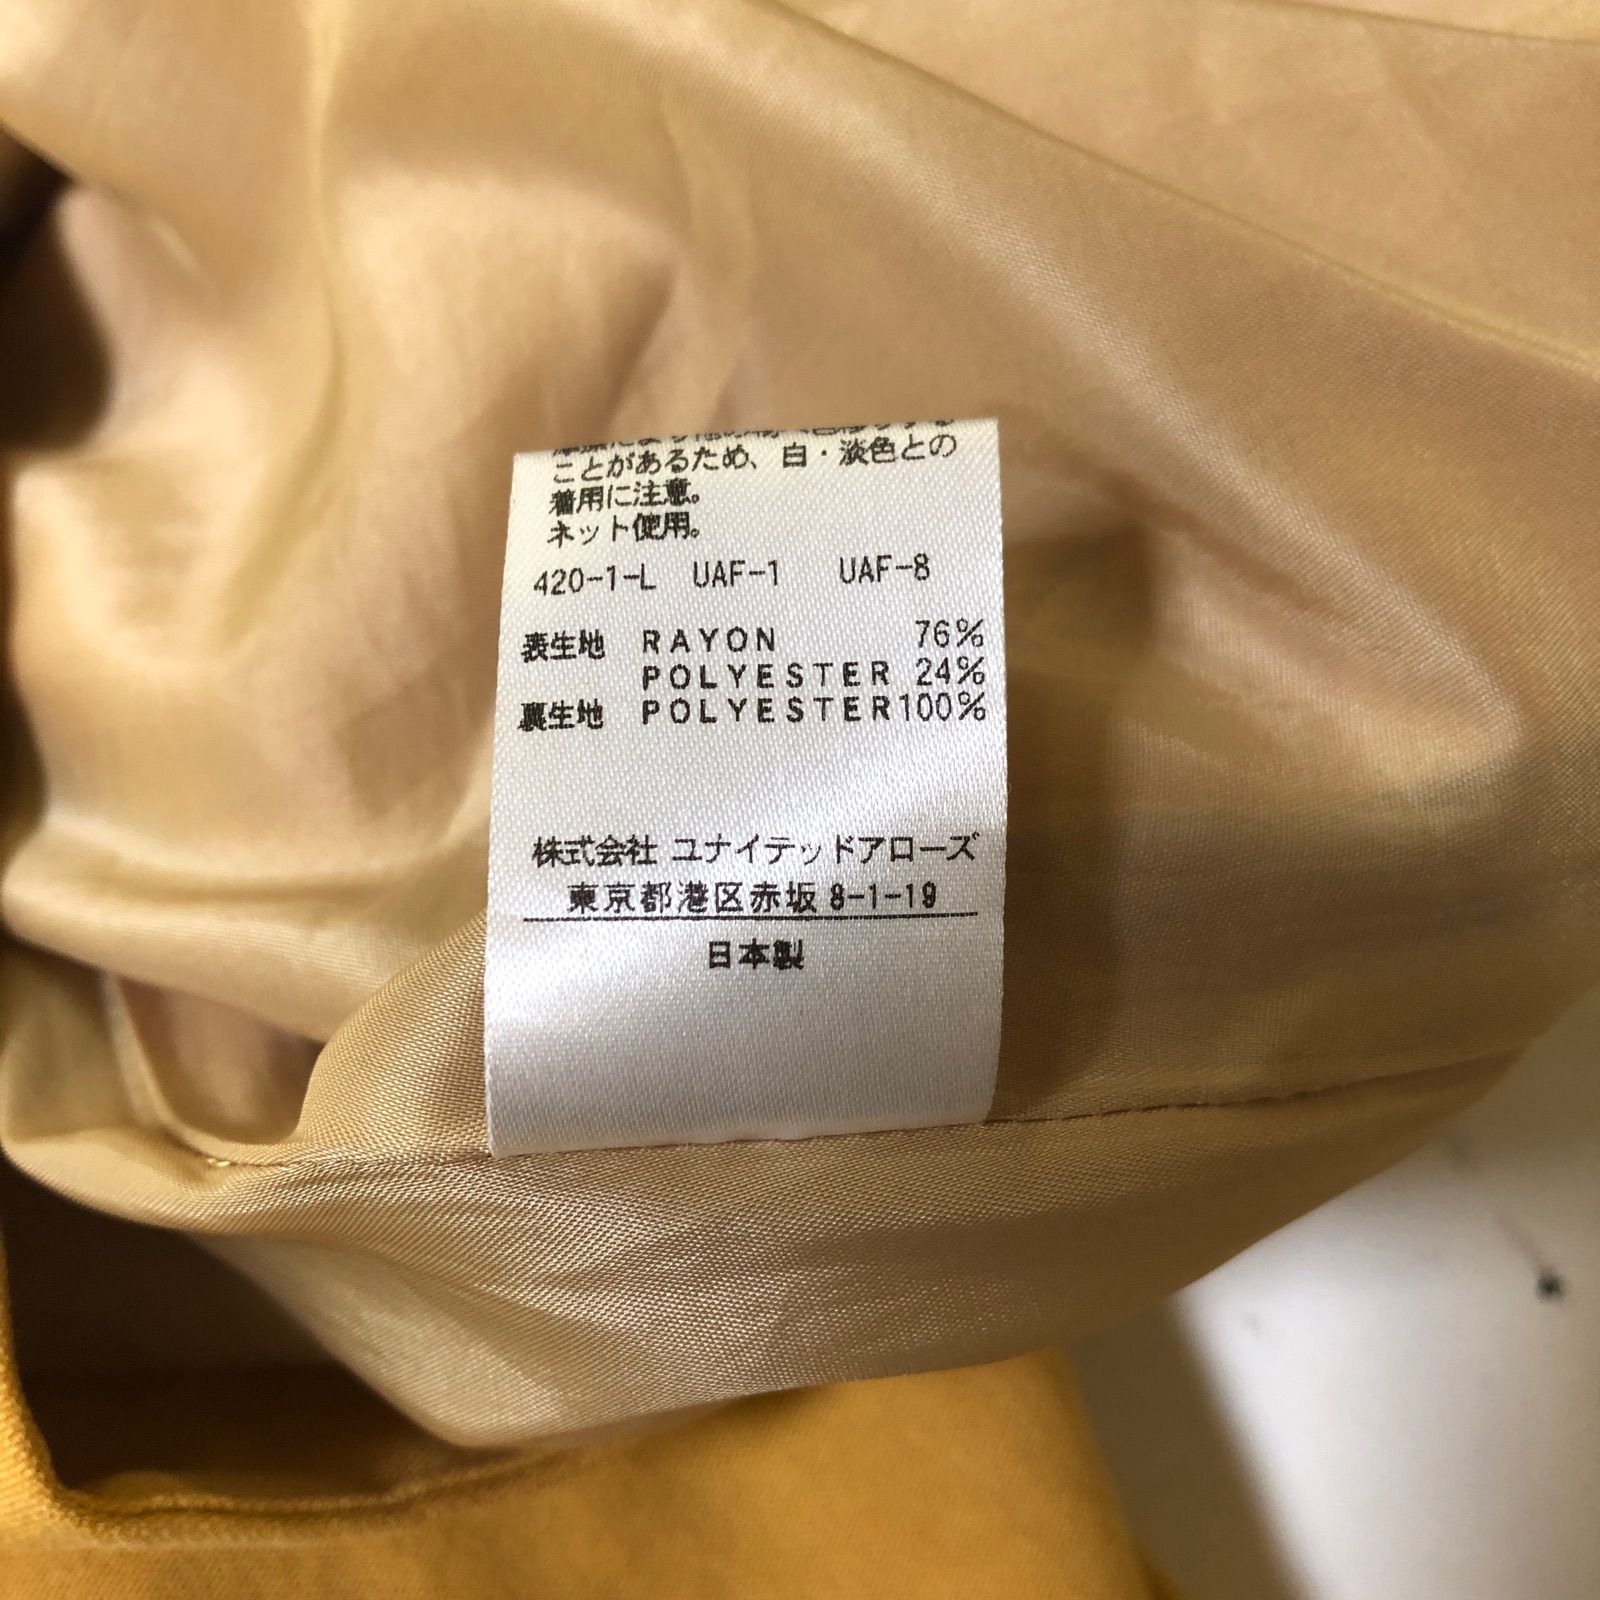 ことがあるため、白・淡色との
着用に注意。
ネット使用。
420-1-L UAF-1 UAF-8
表生地 RAYON 76%
POLYESTER 24%
裏生地 POLYESTER100%
株式会社 ユナイテッドアローズ
東京都港区赤坂 8-1-19
日本製